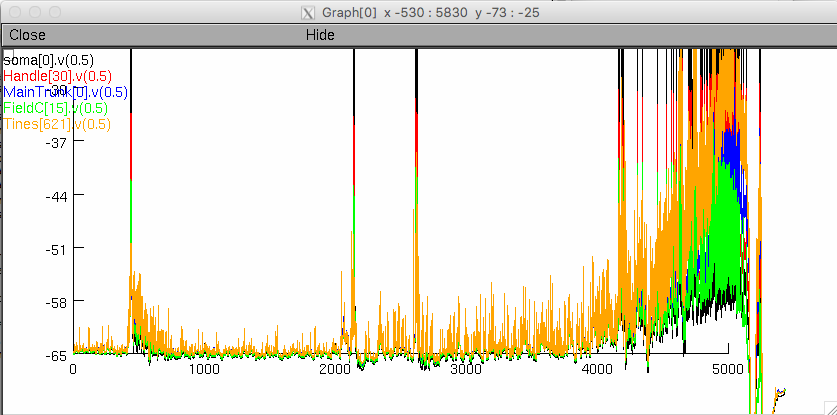 Graph[0] x -530 : 5830 y -73 : -25
Close Hide
soma[0].v(0.5)
Handle[30].v(0.5)
MainTrunk[0].v(0.5)
-30
FieldC[15].v(0.5)
Tines[621].v(0.5)
-37
-44
-51
-58
-65
0 1000 2000 3000 4000 5000